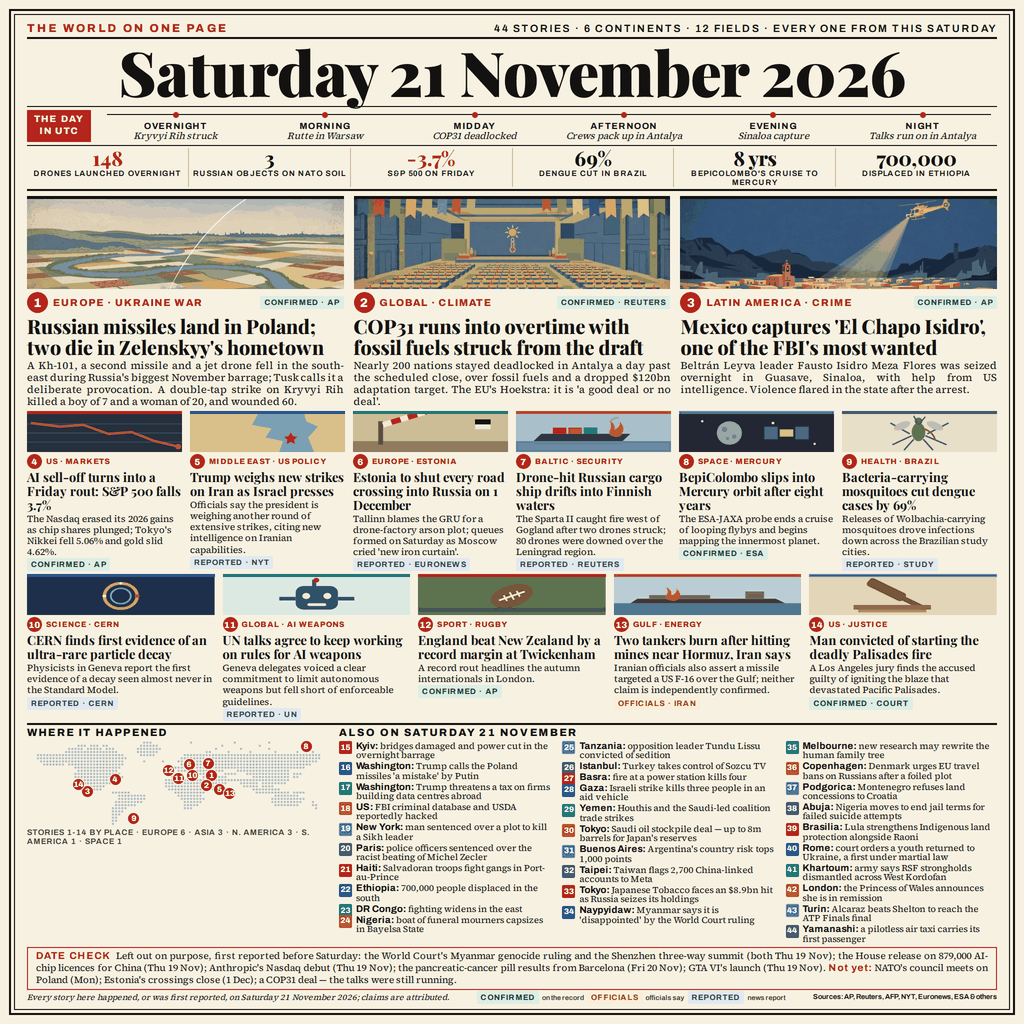 THE WORLD ON ONE PAGE
44 STORIES · 6 CONTINENTS · 12 FIELDS · EVERY ONE FROM THIS SATURDAY
Saturday 21 November 2026
THE DAY
IN UTC
OVERNIGHT
Kryvyi Rih struck
MORNING
Rutte in Warsaw
MIDDAY
COP31 deadlocked
AFTERNOON
Crews pack up in Antalya
EVENING
Sinaloa capture
NIGHT
Talks run on in Antalya
148
DRONES LAUNCHED OVERNIGHT
3
RUSSIAN OBJECTS ON NATO SOIL
-3.7%
S&P 500 ON FRIDAY
69%
DENGUE CUT IN BRAZIL
8 yrs
BEPICOLOMBO'S CRUISE TO
MERCURY
700,000
DISPLACED IN ETHIOPIA
1 EUROPE · UKRAINE WAR
CONFIRMED · AP
Russian missiles land in Poland;
two die in Zelenskyy's hometown
A Kh-101, a second missile and a jet drone fell in the south-
east during Russia's biggest November barrage; Tusk calls it a
deliberate provocation. A double-tap strike on Kryvyi Rih
killed a boy of 7 and a woman of 20, and wounded 60.
2 GLOBAL · CLIMATE
CONFIRMED · REUTERS
COP31 runs into overtime with
fossil fuels struck from the draft
Nearly 200 nations stayed deadlocked in Antalya a day past
the scheduled close, over fossil fuels and a dropped $120bn
adaptation target. The EU's Hoekstra: it is 'a good deal or no
deal'.
3 LATIN AMERICA · CRIME
CONFIRMED · AP
Mexico captures 'El Chapo Isidro',
one of the FBI's most wanted
Beltrán Leyva leader Fausto Isidro Meza Flores was seized
overnight in Guasave, Sinaloa, with help from US
intelligence. Violence flared in the state after the arrest.
4 US · MARKETS
AI sell-off turns into a
Friday rout: S&P 500 falls
3.7%
The Nasdaq erased its 2026 gains
as chip shares plunged; Tokyo's
Nikkei fell 5.06% and gold slid
4.62%.
CONFIRMED · AP
5 MIDDLE EAST · US POLICY
Trump weighs new strikes
on Iran as Israel presses
Officials say the president is
weighing another round of
extensive strikes, citing new
intelligence on Iranian
capabilities.
REPORTED · NYT
6 EUROPE · ESTONIA
Estonia to shut every road
crossing into Russia on 1
December
Tallinn blames the GRU for a
drone-factory arson plot; queues
formed on Saturday as Moscow
cried 'new iron curtain'.
REPORTED · EURONEWS
7 BALTIC · SECURITY
Drone-hit Russian cargo
ship drifts into Finnish
waters
The Sparta II caught fire west of
Gogland after two drones struck;
80 drones were downed over the
Leningrad region.
REPORTED · REUTERS
8 SPACE · MERCURY
BepiColombo slips into
Mercury orbit after eight
years
The ESA-JAXA probe ends a cruise
of looping flybys and begins
mapping the innermost planet.
CONFIRMED · ESA
9 HEALTH · BRAZIL
Bacteria-carrying
mosquitoes cut dengue
cases by 69%
Releases of Wolbachia-carrying
mosquitoes drove infections
down across the Brazilian study
cities.
REPORTED · STUDY
10 SCIENCE · CERN
CERN finds first evidence of an
ultra-rare particle decay
Physicists in Geneva report the first
evidence of a decay seen almost never in
the Standard Model.
REPORTED · CERN
11 GLOBAL · AI WEAPONS
UN talks agree to keep working
on rules for AI weapons
Geneva delegates voiced a clear
commitment to limit autonomous
weapons but fell short of enforceable
guidelines.
REPORTED · UN
12 SPORT · RUGBY
England beat New Zealand by a
record margin at Twickenham
A record rout headlines the autumn
internationals in London.
CONFIRMED · AP
13 GULF · ENERGY
Two tankers burn after hitting
mines near Hormuz, Iran says
Iranian officials also assert a missile
targeted a US F-16 over the Gulf; neither
claim is independently confirmed.
OFFICIALS · IRAN
14 US · JUSTICE
Man convicted of starting the
deadly Palisades fire
A Los Angeles jury finds the accused
guilty of igniting the blaze that
devastated Pacific Palisades.
CONFIRMED · COURT
WHERE IT HAPPENED
8
12 6 7
11 10 1
14 3 4 2 5 13
9
STORIES 1-14 BY PLACE · EUROPE 6 · ASIA 3 · N. AMERICA 3 · S.
AMERICA 1 · SPACE 1
ALSO ON SATURDAY 21 NOVEMBER
15 Kyiv: bridges damaged and power cut in the
overnight barrage
16 Washington: Trump calls the Poland
missiles 'a mistake' by Putin
17 Washington: Trump threatens a tax on firms
building data centres abroad
18 US: FBI criminal database and USDA
reportedly hacked
19 New York: man sentenced over a plot to kill
a Sikh leader
20 Paris: police officers sentenced over the
racist beating of Michel Zecler
21 Haiti: Salvadoran troops fight gangs in Port-
au-Prince
22 Ethiopia: 700,000 people displaced in the
south
23 DR Congo: fighting widens in the east
24 Nigeria: boat of funeral mourners capsizes
in Bayelsa State
25 Tanzania: opposition leader Tundu Lissu
convicted of sedition
26 Istanbul: Turkey takes control of Sozcu TV
27 Basra: fire at a power station kills four
28 Gaza: Israeli strike kills three people in an
aid vehicle
29 Yemen: Houthis and the Saudi-led coalition
trade strikes
30 Tokyo: Saudi oil stockpile deal — up to 8m
barrels for Japan's reserves
31 Buenos Aires: Argentina's country risk tops
1,000 points
32 Taipei: Taiwan flags 2,700 China-linked
accounts to Meta
33 Tokyo: Japanese Tobacco faces an $8.9bn hit
as Russia seizes its holdings
34 Naypyidaw: Myanmar says it is
'disappointed' by the World Court ruling
35 Melbourne: new research may rewrite the
human family tree
36 Copenhagen: Denmark urges EU travel
bans on Russians after a foiled plot
37 Podgorica: Montenegro refuses land
concessions to Croatia
38 Abuja: Nigeria moves to end jail terms for
failed suicide attempts
39 Brasilia: Lula strengthens Indigenous land
protection alongside Raoni
40 Rome: court orders a youth returned to
Ukraine, a first under martial law
41 Khartoum: army says RSF strongholds
dismantled across West Kordofan
42 London: the Princess of Wales announces
she is in remission
43 Turin: Alcaraz beats Shelton to reach the
ATP Finals final
44 Yamanashi: a pilotless air taxi carries its
first passenger
DATE CHECK Left out on purpose, first reported before Saturday: the World Court's Myanmar genocide ruling and the Shenzhen three-way summit (both Thu 19 Nov); the House release on 879,000 AI-
chip licences for China (Thu 19 Nov); Anthropic's Nasdaq debut (Thu 19 Nov); the pancreatic-cancer pill results from Barcelona (Fri 20 Nov); GTA VI's launch (Thu 19 Nov). Not yet: NATO's council meets on
Poland (Mon); Estonia's crossings close (1 Dec); a COP31 deal — the talks were still running.
Every story here happened, or was first reported, on Saturday 21 November 2026; claims are attributed.
CONFIRMED on the record OFFICIALS officials say REPORTED news report
Sources: AP, Reuters, AFP, NYT, Euronews, ESA & others